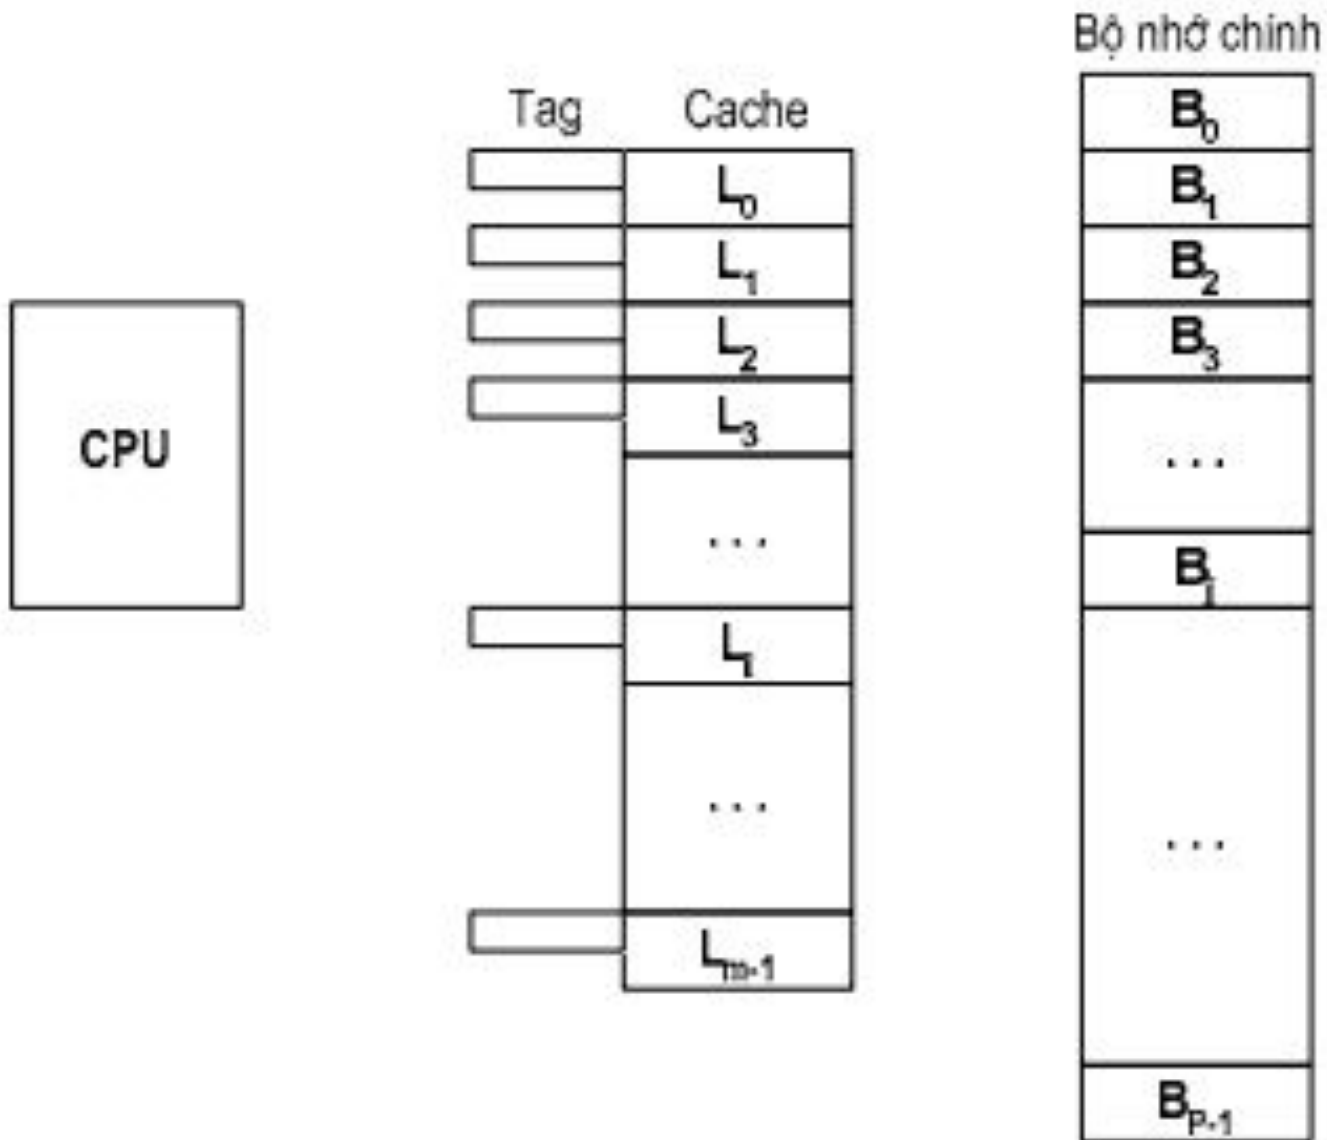 Bộ nhớ chính
Tag Cache
CPU
L0
L1
L2
L3
...
Li
...
Lm-1
B0
B1
B2
B3
...
Bj
...
BP-1